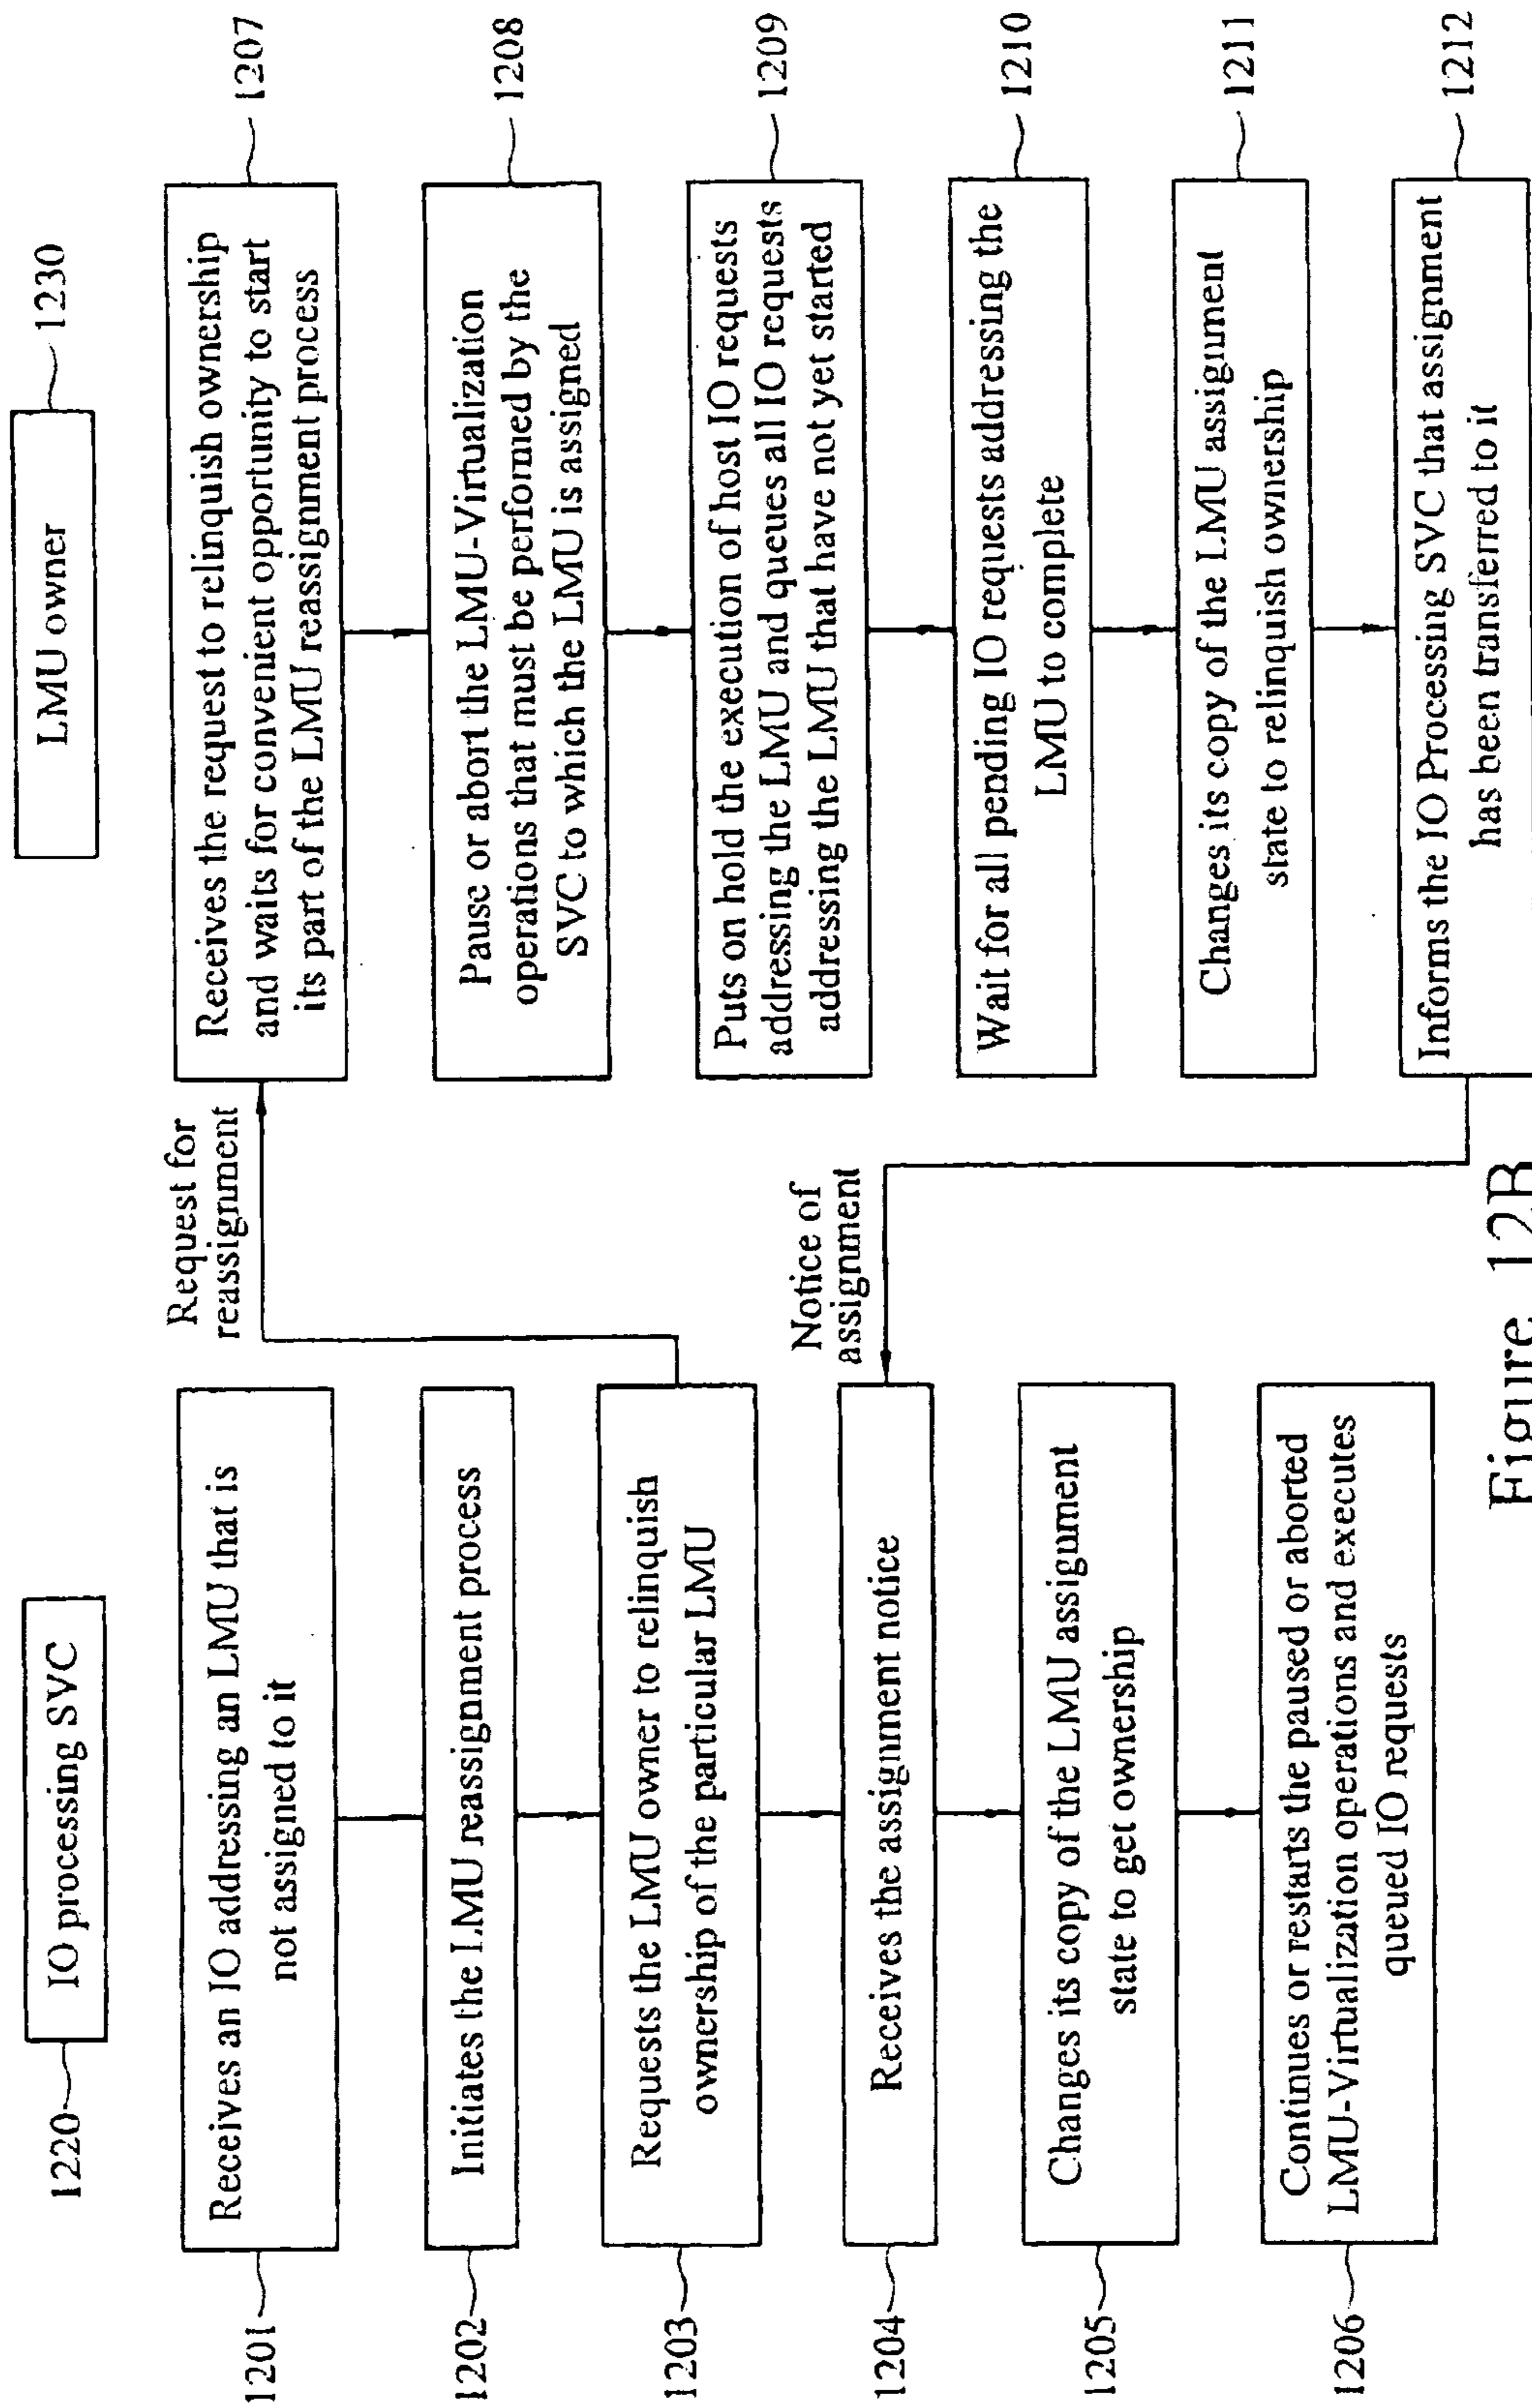 1220
IO processing SVC
LMU owner
1230
1201
Receives an IO addressing an LMU that is
not assigned to it
1202
Initiates the LMU reassignment process
1203
Requests the LMU owner to relinquish
ownership of the particular LMU
1204
Receives the assignment notice
1205
Changes its copy of the LMU assignment
state to get ownership
1206
Continues or restarts the paused or aborted
LMU-Virtualization operations and executes
queued IO requests
Request for
reassignment
Notice of
assignment
Receives the request to relinquish ownership
and waits for convenient opportunity to start
its part of the LMU reassignment process
1207
Pause or abort the LMU-Virtualization
operations that must be performed by the
SVC to which the LMU is assigned
1208
Puts on hold the execution of host IO requests
addressing the LMU and queues all IO requests
addressing the LMU that have not yet started
1209
Wait for all pending IO requests addressing the
LMU to complete
1210
Changes its copy of the LMU assignment
state to relinquish ownership
1211
Informs the IO Processing SVC that assignment
has been transferred to it
1212
Figure 12B